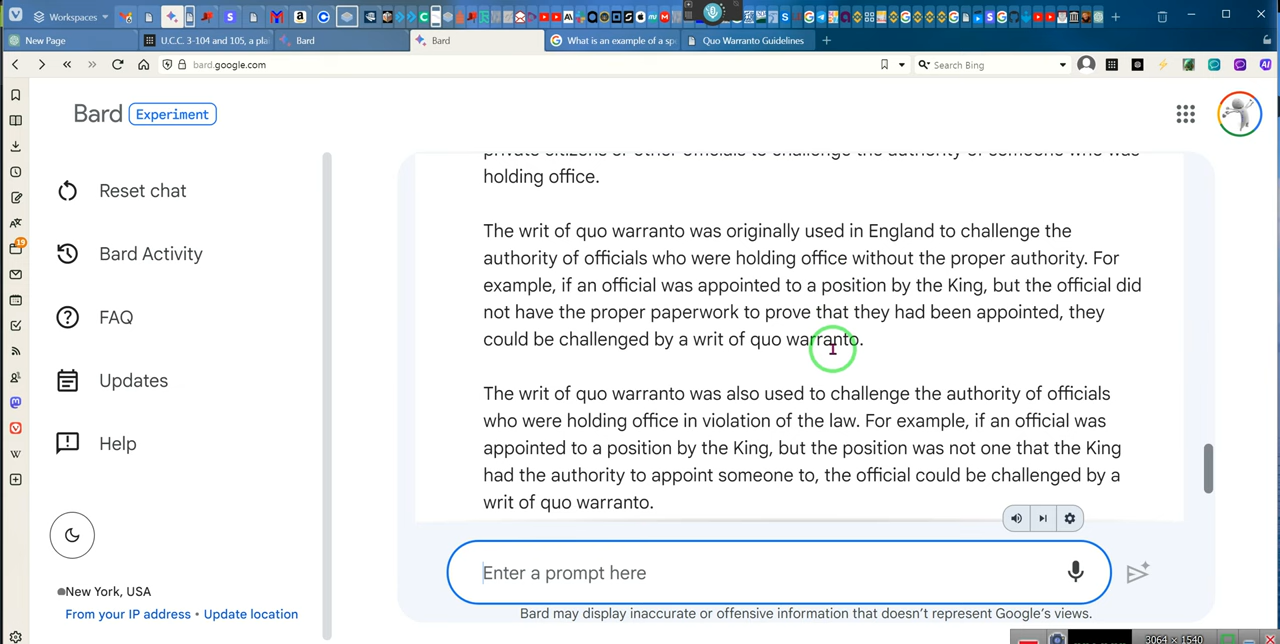 Workspaces
New Page
U.C.C. 3-104 and 105, a pla
Bard
Bard
What is an example of a sp
Quo Warranto Guidelines
bard.google.com
Search Bing
Bard
Experiment
Reset chat
Bard Activity
FAQ
Updates
Help
New York, USA
From your IP address • Update location
holding office.
The writ of quo warranto was originally used in England to challenge the
authority of officials who were holding office without the proper authority. For
example, if an official was appointed to a position by the King, but the official did
not have the proper paperwork to prove that they had been appointed, they
could be challenged by a writ of quo warranto.
The writ of quo warranto was also used to challenge the authority of officials
who were holding office in violation of the law. For example, if an official was
appointed to a position by the King, but the position was not one that the King
had the authority to appoint someone to, the official could be challenged by a
writ of quo warranto.
Enter a prompt here
Bard may display inaccurate or offensive information that doesn't represent Google's views.
19
3064 × 1540